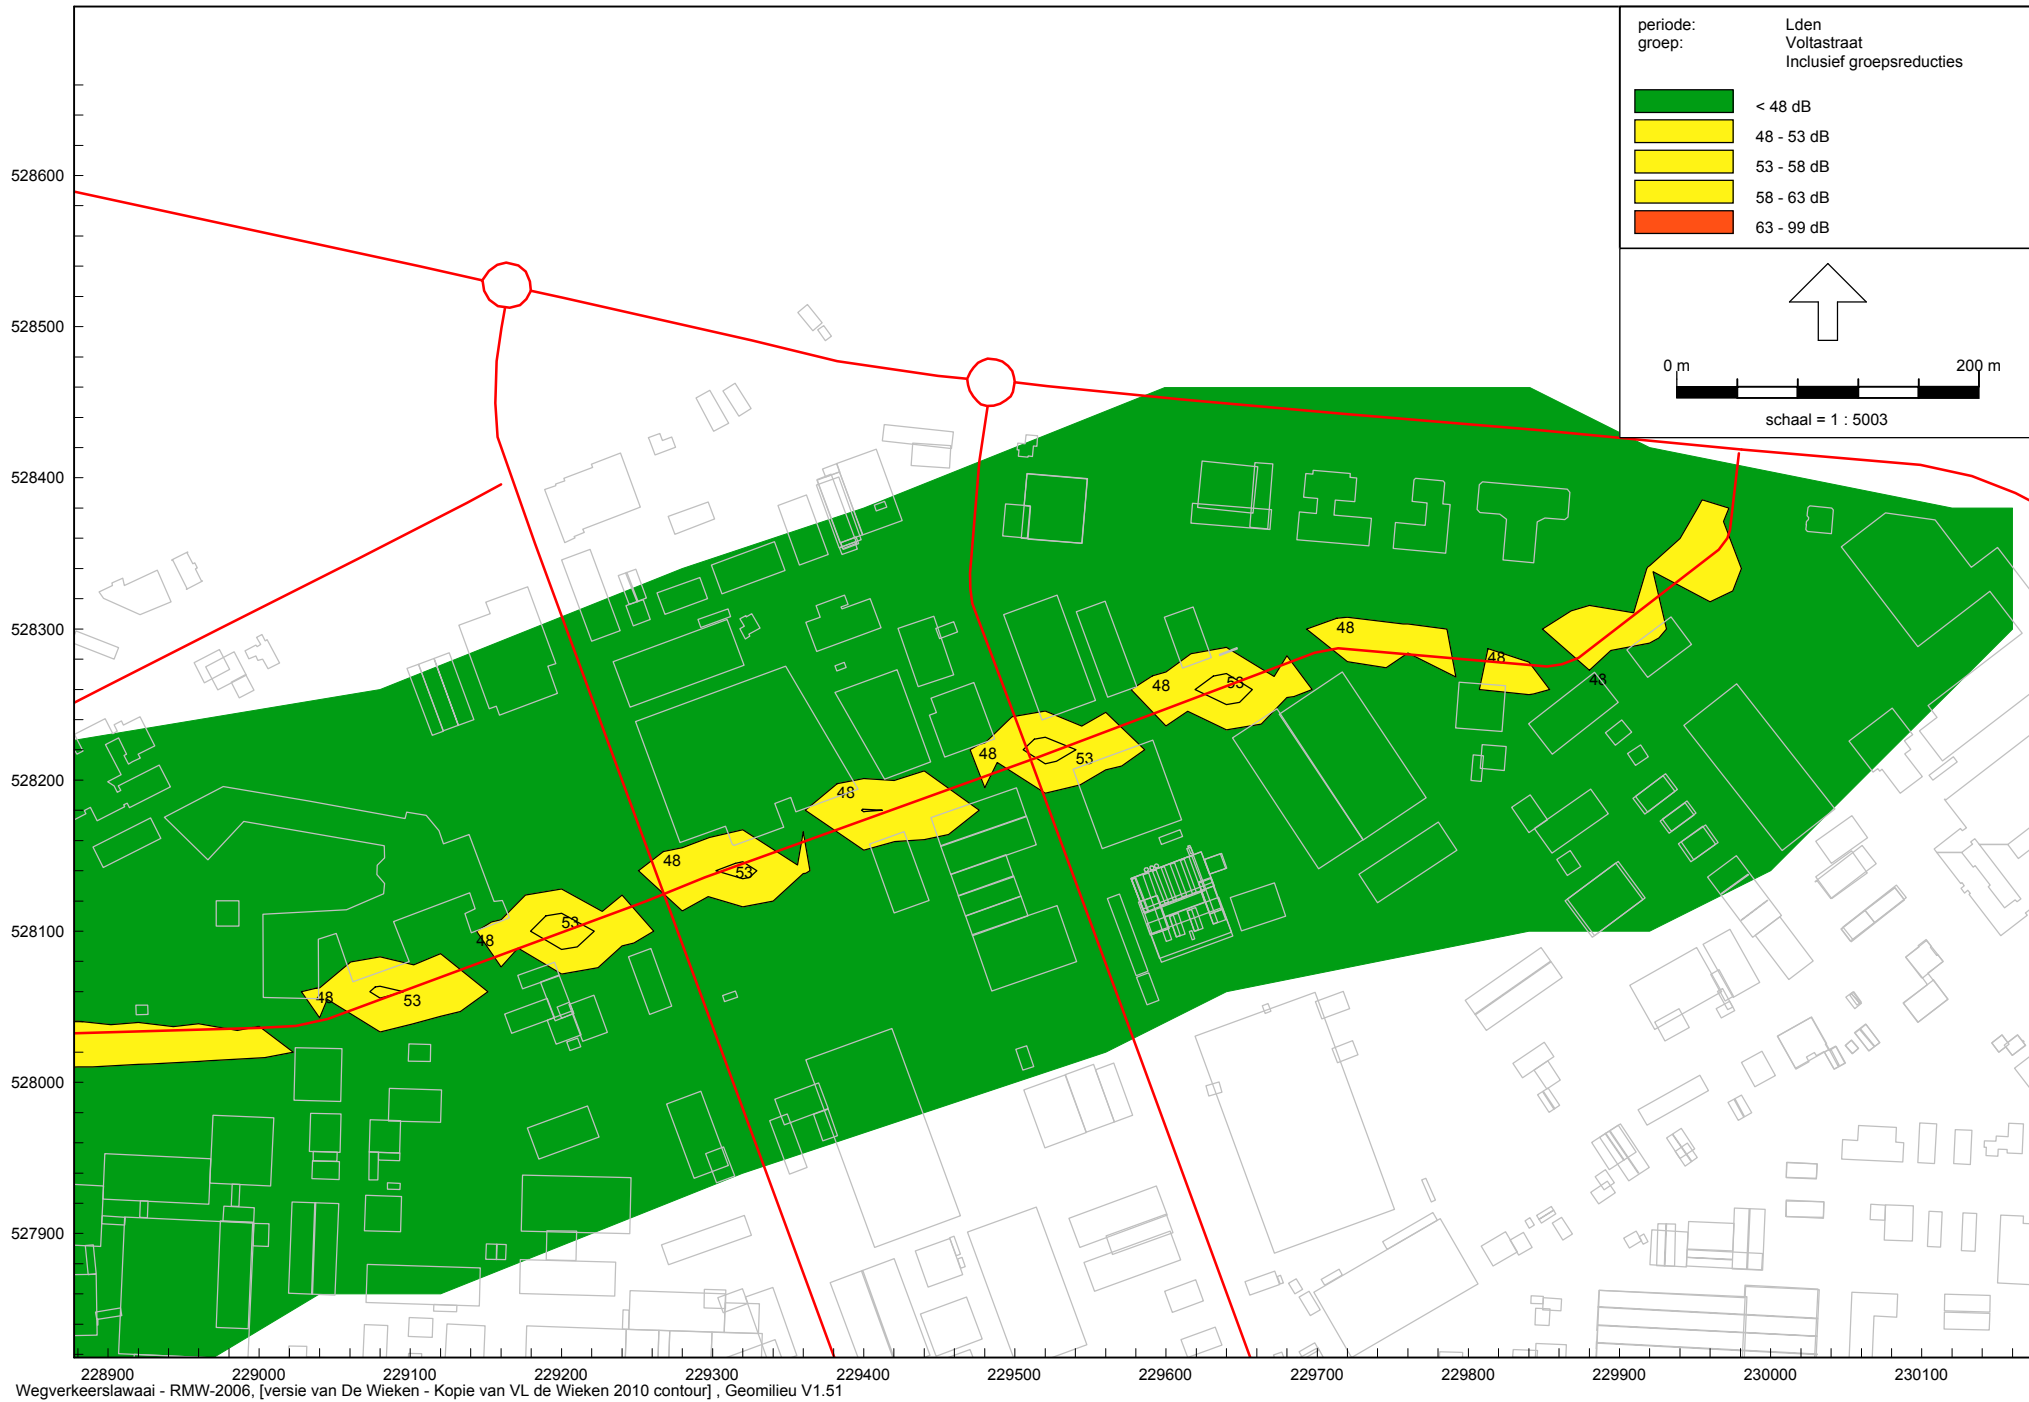 periode: Lden
groep: Voltastraat
Inclusief groepsreducties
< 48 dB
48 - 53 dB
53 - 58 dB
58 - 63 dB
63 - 99 dB
0 m 200 m
schaal = 1 : 5003
528600
528500
528400
528300
528200
528100
528000
527900
48
48
48
53
48
48
53
48
53
48
48
53
53
48
53
48
228900 229000 229100 229200 229300 229400 229500 229600 229700 229800 229900 230000 230100
Wegverkeerslawaai - RMW-2006, [versie van De Wieken - Kopie van VL de Wieken 2010 contour] , Geomilieu V1.51